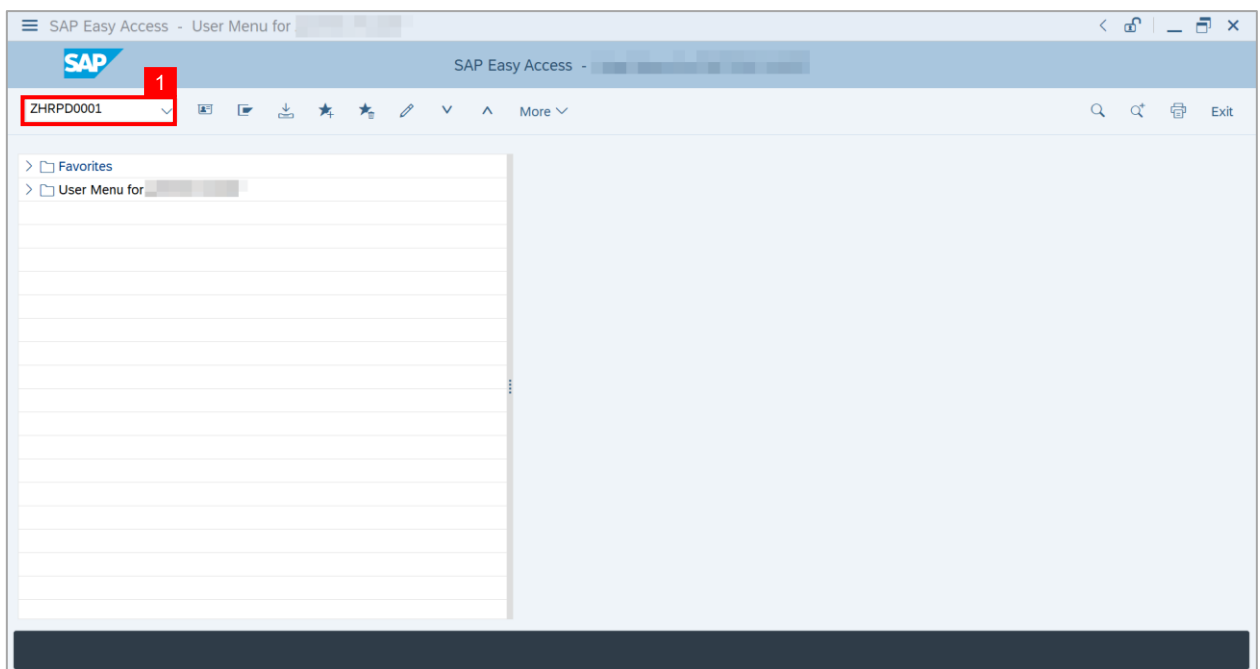 SAP Easy Access - User Menu for
SAP
SAP Easy Access -
1
ZHRPD0001
More
Exit
Favorites
User Menu for